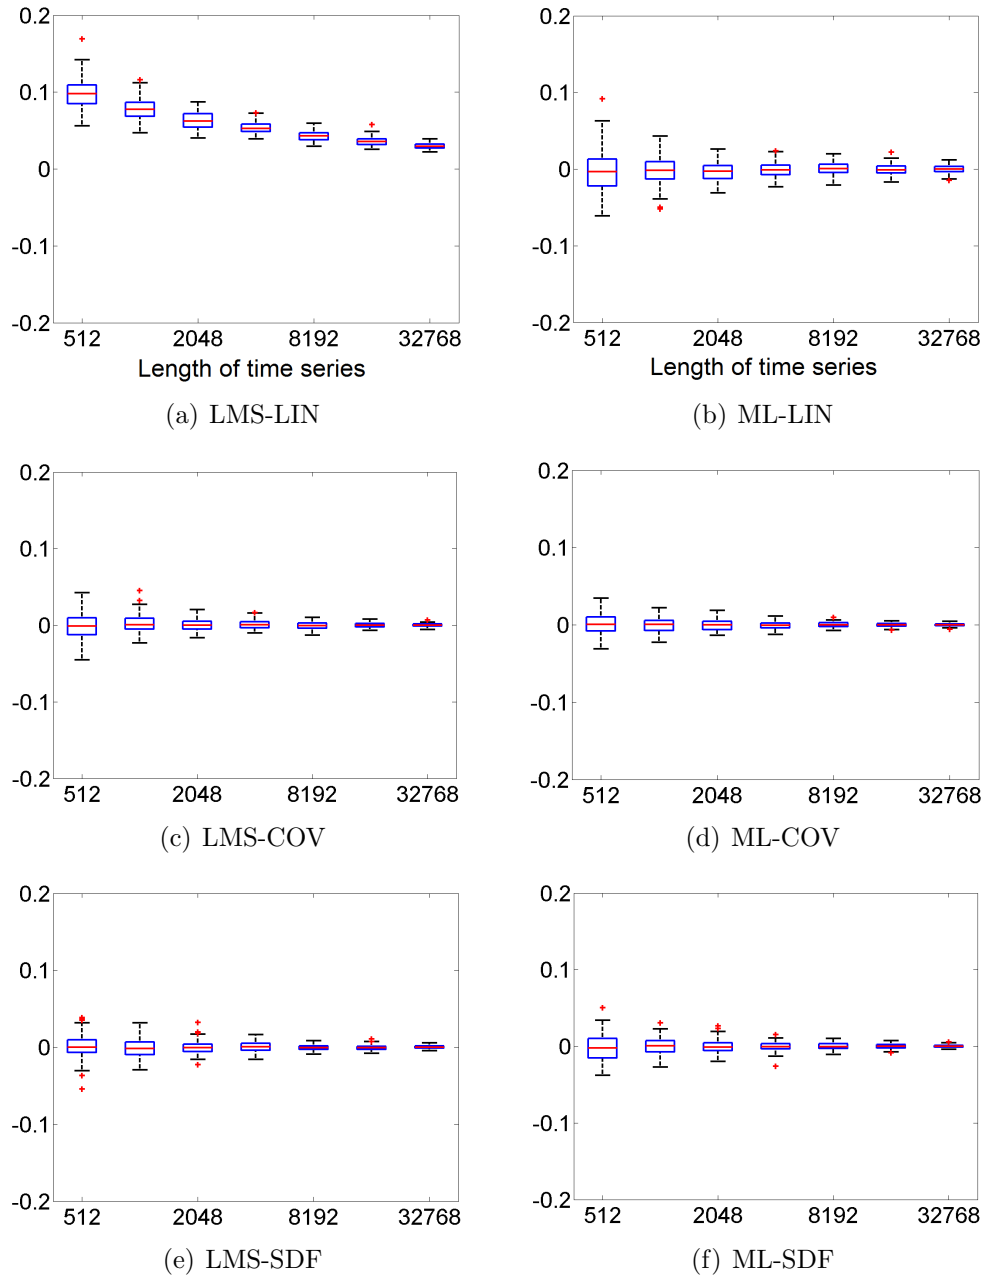 0.2
0.1
0
-0.1
-0.2
512 2048 8192 32768
Length of time series
(a) LMS-LIN
0.2
0.1
0
-0.1
-0.2
512 2048 8192 32768
Length of time series
(b) ML-LIN
0.2
0.1
0
-0.1
-0.2
512 2048 8192 32768
(c) LMS-COV
0.2
0.1
0
-0.1
-0.2
512 2048 8192 32768
(d) ML-COV
0.2
0.1
0
-0.1
-0.2
512 2048 8192 32768
(e) LMS-SDF
0.2
0.1
0
-0.1
-0.2
512 2048 8192 32768
(f) ML-SDF